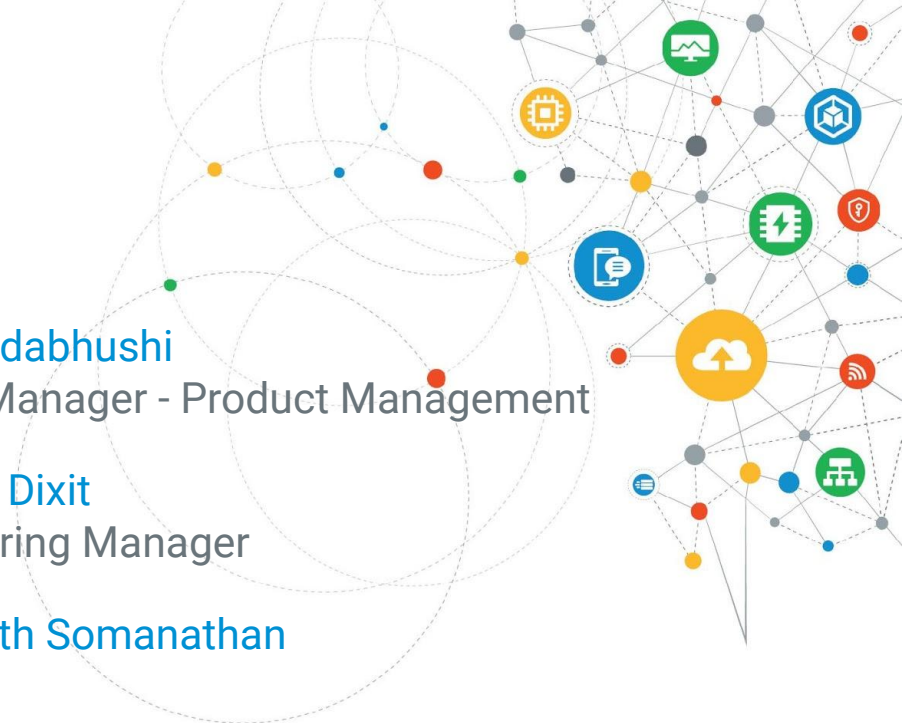 dabhushi
Manager - Product Management
Dixit
ring Manager
th Somanathan